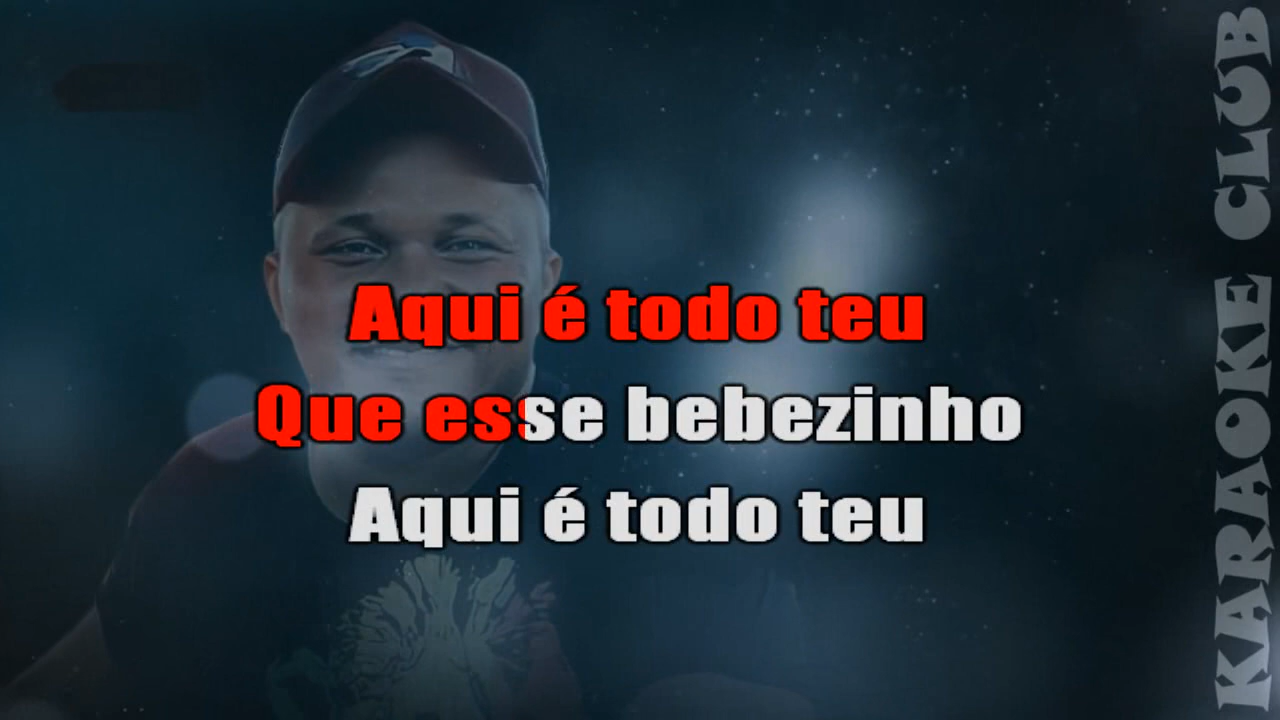 Aqui é todo teu
Que esse bebezinho
Aqui é todo teu
KARAOKE CLUB